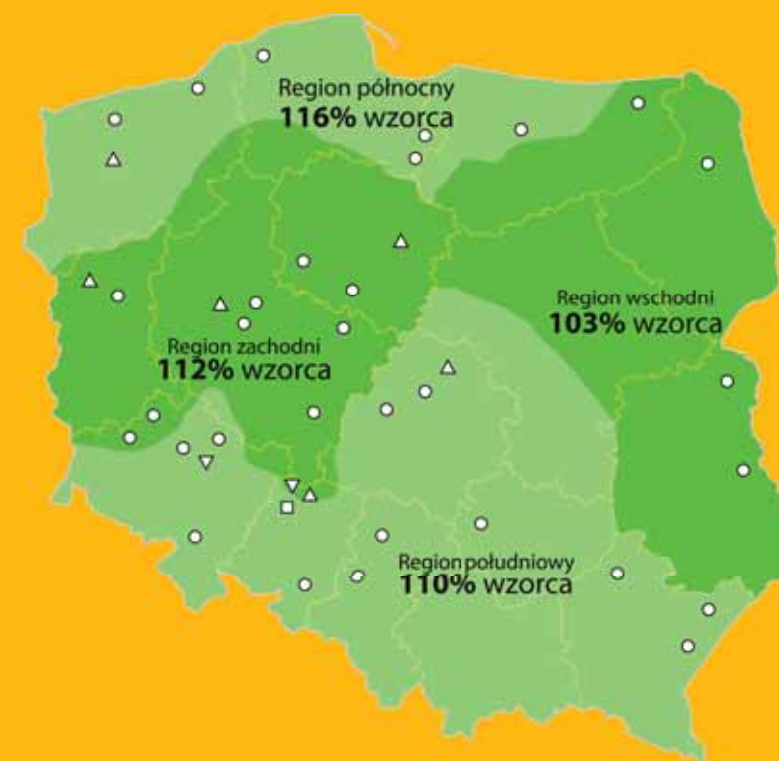 Region północny
116% wzorca
Region wschodni
103% wzorca
Region zachodni
112% wzorca
Region południowy
110% wzorca